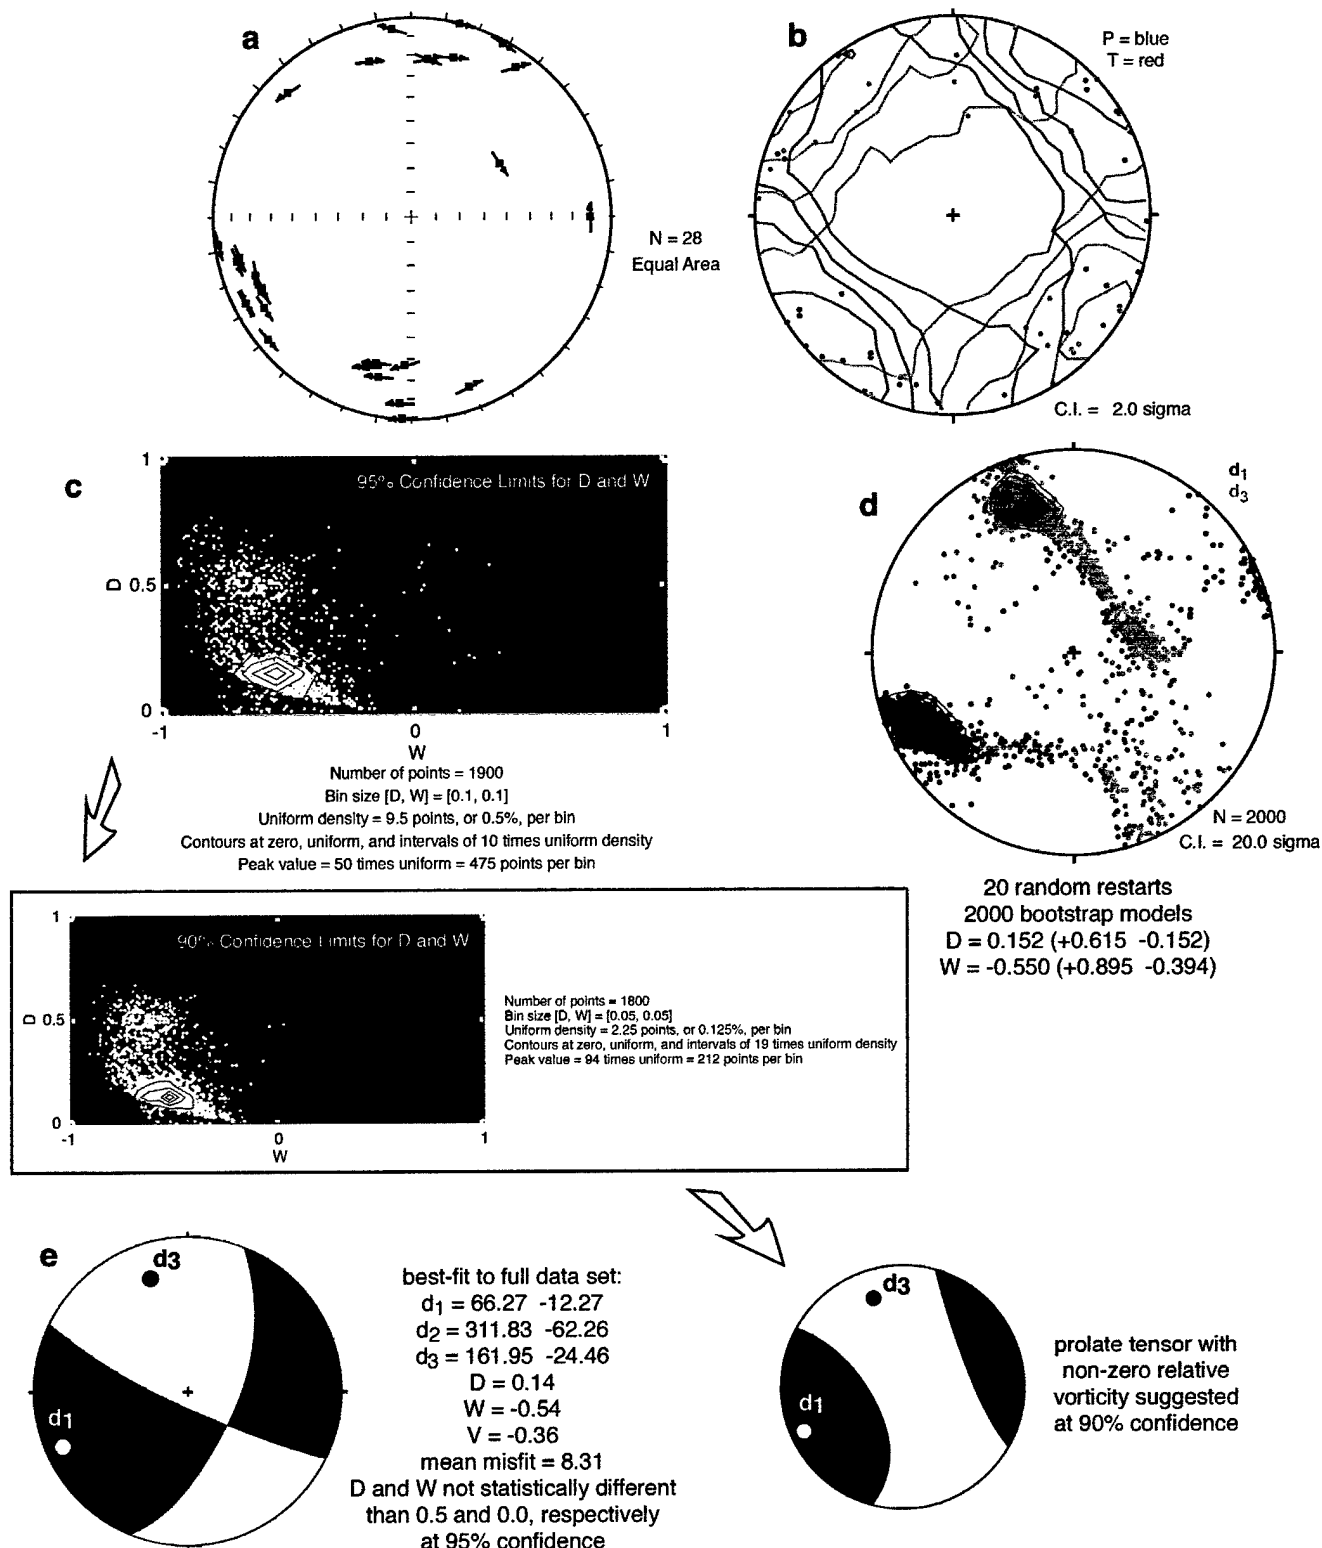 a
N = 28
Equal Area
b
P = blue
T = red
C.I. = 2.0 sigma
c
95% Confidence Limits for D and W
1
D 0.5
0
-1 0 1
W
Number of points = 1900
Bin size [D, W] = [0.1, 0.1]
Uniform density = 9.5 points, or 0.5%, per bin
Contours at zero, uniform, and intervals of 10 times uniform density
Peak value = 50 times uniform = 475 points per bin
d
d1
d3
N = 2000
C.I. = 20.0 sigma
20 random restarts
2000 bootstrap models
D = 0.152 (+0.615 -0.152)
W = -0.550 (+0.895 -0.394)
90% Confidence Limits for D and W
1
D 0.5
0
-1 0 1
W
Number of points = 1800
Bin size [D, W] = [0.05, 0.05]
Uniform density = 2.25 points, or 0.125%, per bin
Contours at zero, uniform, and intervals of 19 times uniform density
Peak value = 94 times uniform = 212 points per bin
e
d3
d1
best-fit to full data set:
d1 = 66.27 -12.27
d2 = 311.83 -62.26
d3 = 161.95 -24.46
D = 0.14
W = -0.54
V = -0.36
mean misfit = 8.31
D and W not statistically different
than 0.5 and 0.0, respectively
at 95% confidence
d3
d1
prolate tensor with
non-zero relative
vorticity suggested
at 90% confidence